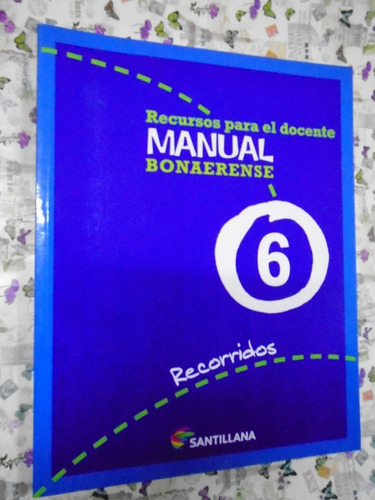 Recursos para el docente
MANUAL
BONAERENSE
6
Recorridos
SANTILLANA